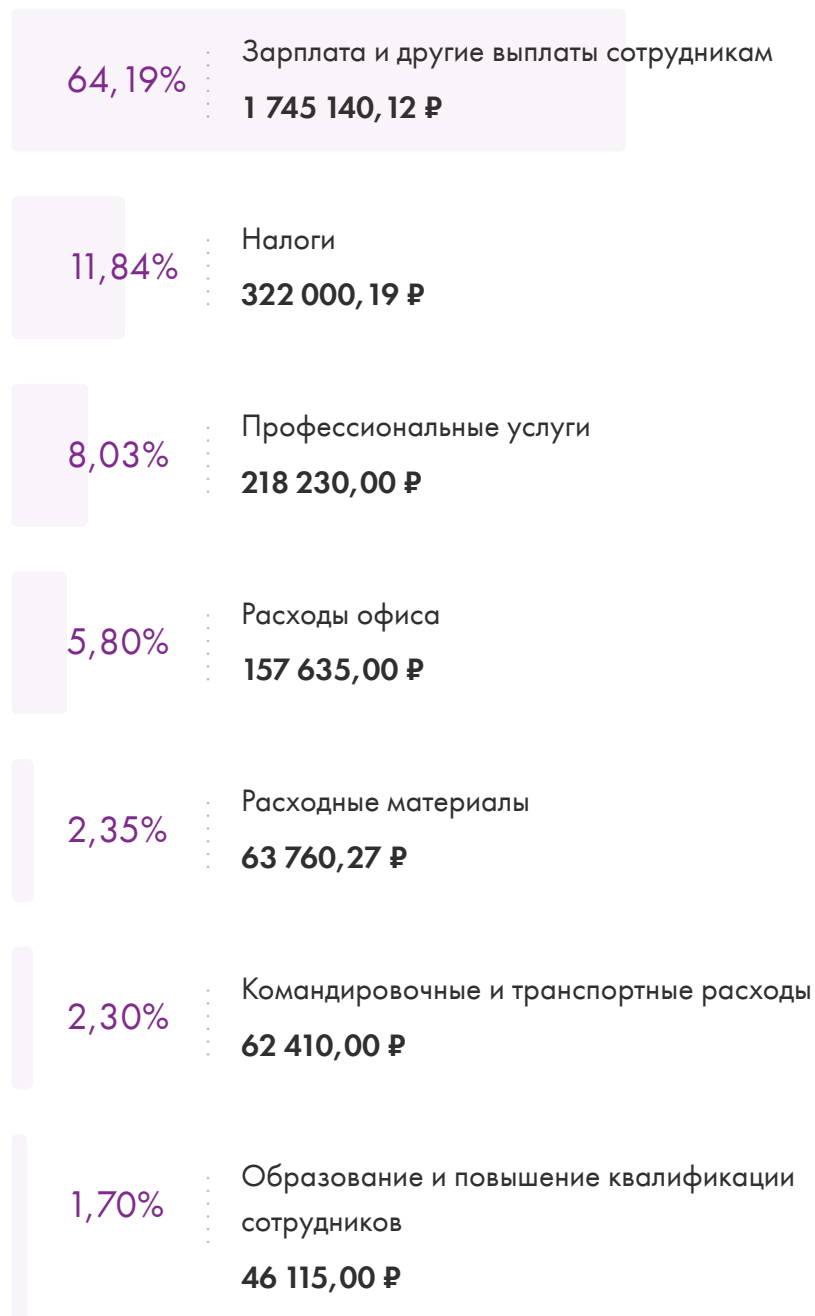 64,19%
Зарплата и другие выплаты сотрудникам
1 745 140,12 ₽
11,84%
Налоги
322 000,19 ₽
8,03%
Профессиональные услуги
218 230,00 ₽
5,80%
Расходы офиса
157 635,00 ₽
2,35%
Расходные материалы
63 760,27 ₽
2,30%
Командировочные и транспортные расходы
62 410,00 ₽
1,70%
Образование и повышение квалификации
сотрудников
46 115,00 ₽